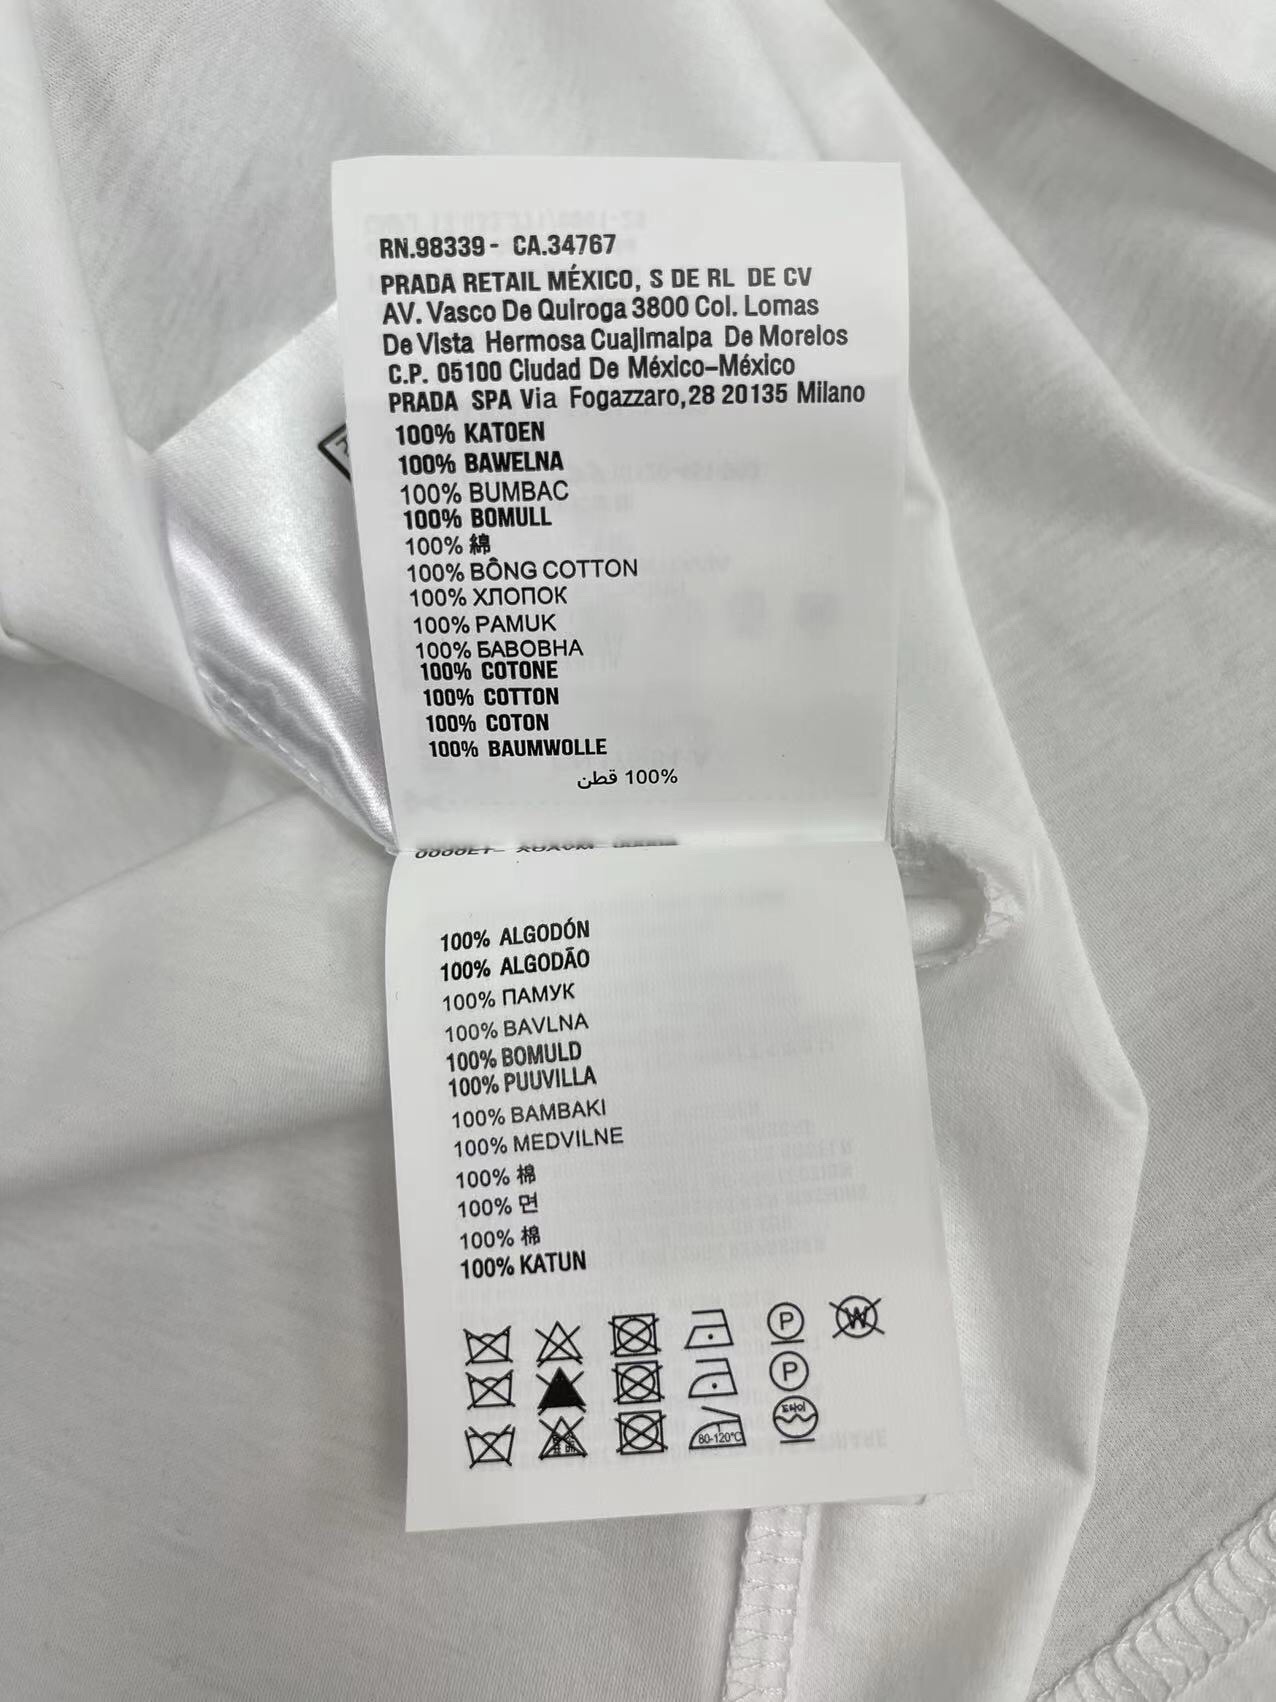 RN.98339 - CA.34767
PRADA RETAIL MÉXICO, S DE RL DE CV
AV. Vasco De Quiroga 3800 Col. Lomas
De Vista Hermosa Cuajimalpa De Morelos
C.P. 05100 Ciudad De México-México
PRADA SPA Via Fogazzaro,28 20135 Milano
100% KATOEN
100% BAWELNA
100% BUMBAC
100% BOMULL
100% 綿
100% BÔNG COTTON
100% ХЛОПОК
100% PAMUK
100% БАВОВНА
100% COTONE
100% COTTON
100% COTON
100% BAUMWOLLE
100% قطن
100% ALGODÓN
100% ALGODÃO
100% ПАМУК
100% BAVLNA
100% BOMULD
100% PUUVILLA
100% BAMBAKI
100% MEDVILNE
100% 棉
100% 면
100% 棉
100% KATUN
P W
P
80-120°C 드라이